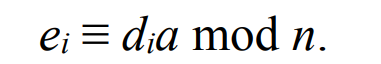 eᵢ ≡ dᵢa mod n.